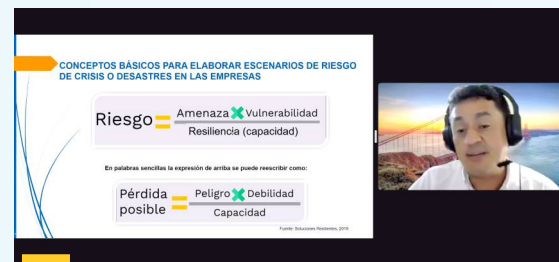 CONCEPTOS BÁSICOS PARA ELABORAR ESCENARIOS DE RIESGO
DE CRISIS O DESASTRES EN LAS EMPRESAS
Riesgo = Amenaza X Vulnerabilidad
Resiliencia (capacidad)
En palabras sencillas la expresión de arriba se puede reescribir como:
Pérdida posible = Peligro X Debilidad
Capacidad
Fuente: Soluciones Resilientes, 2019